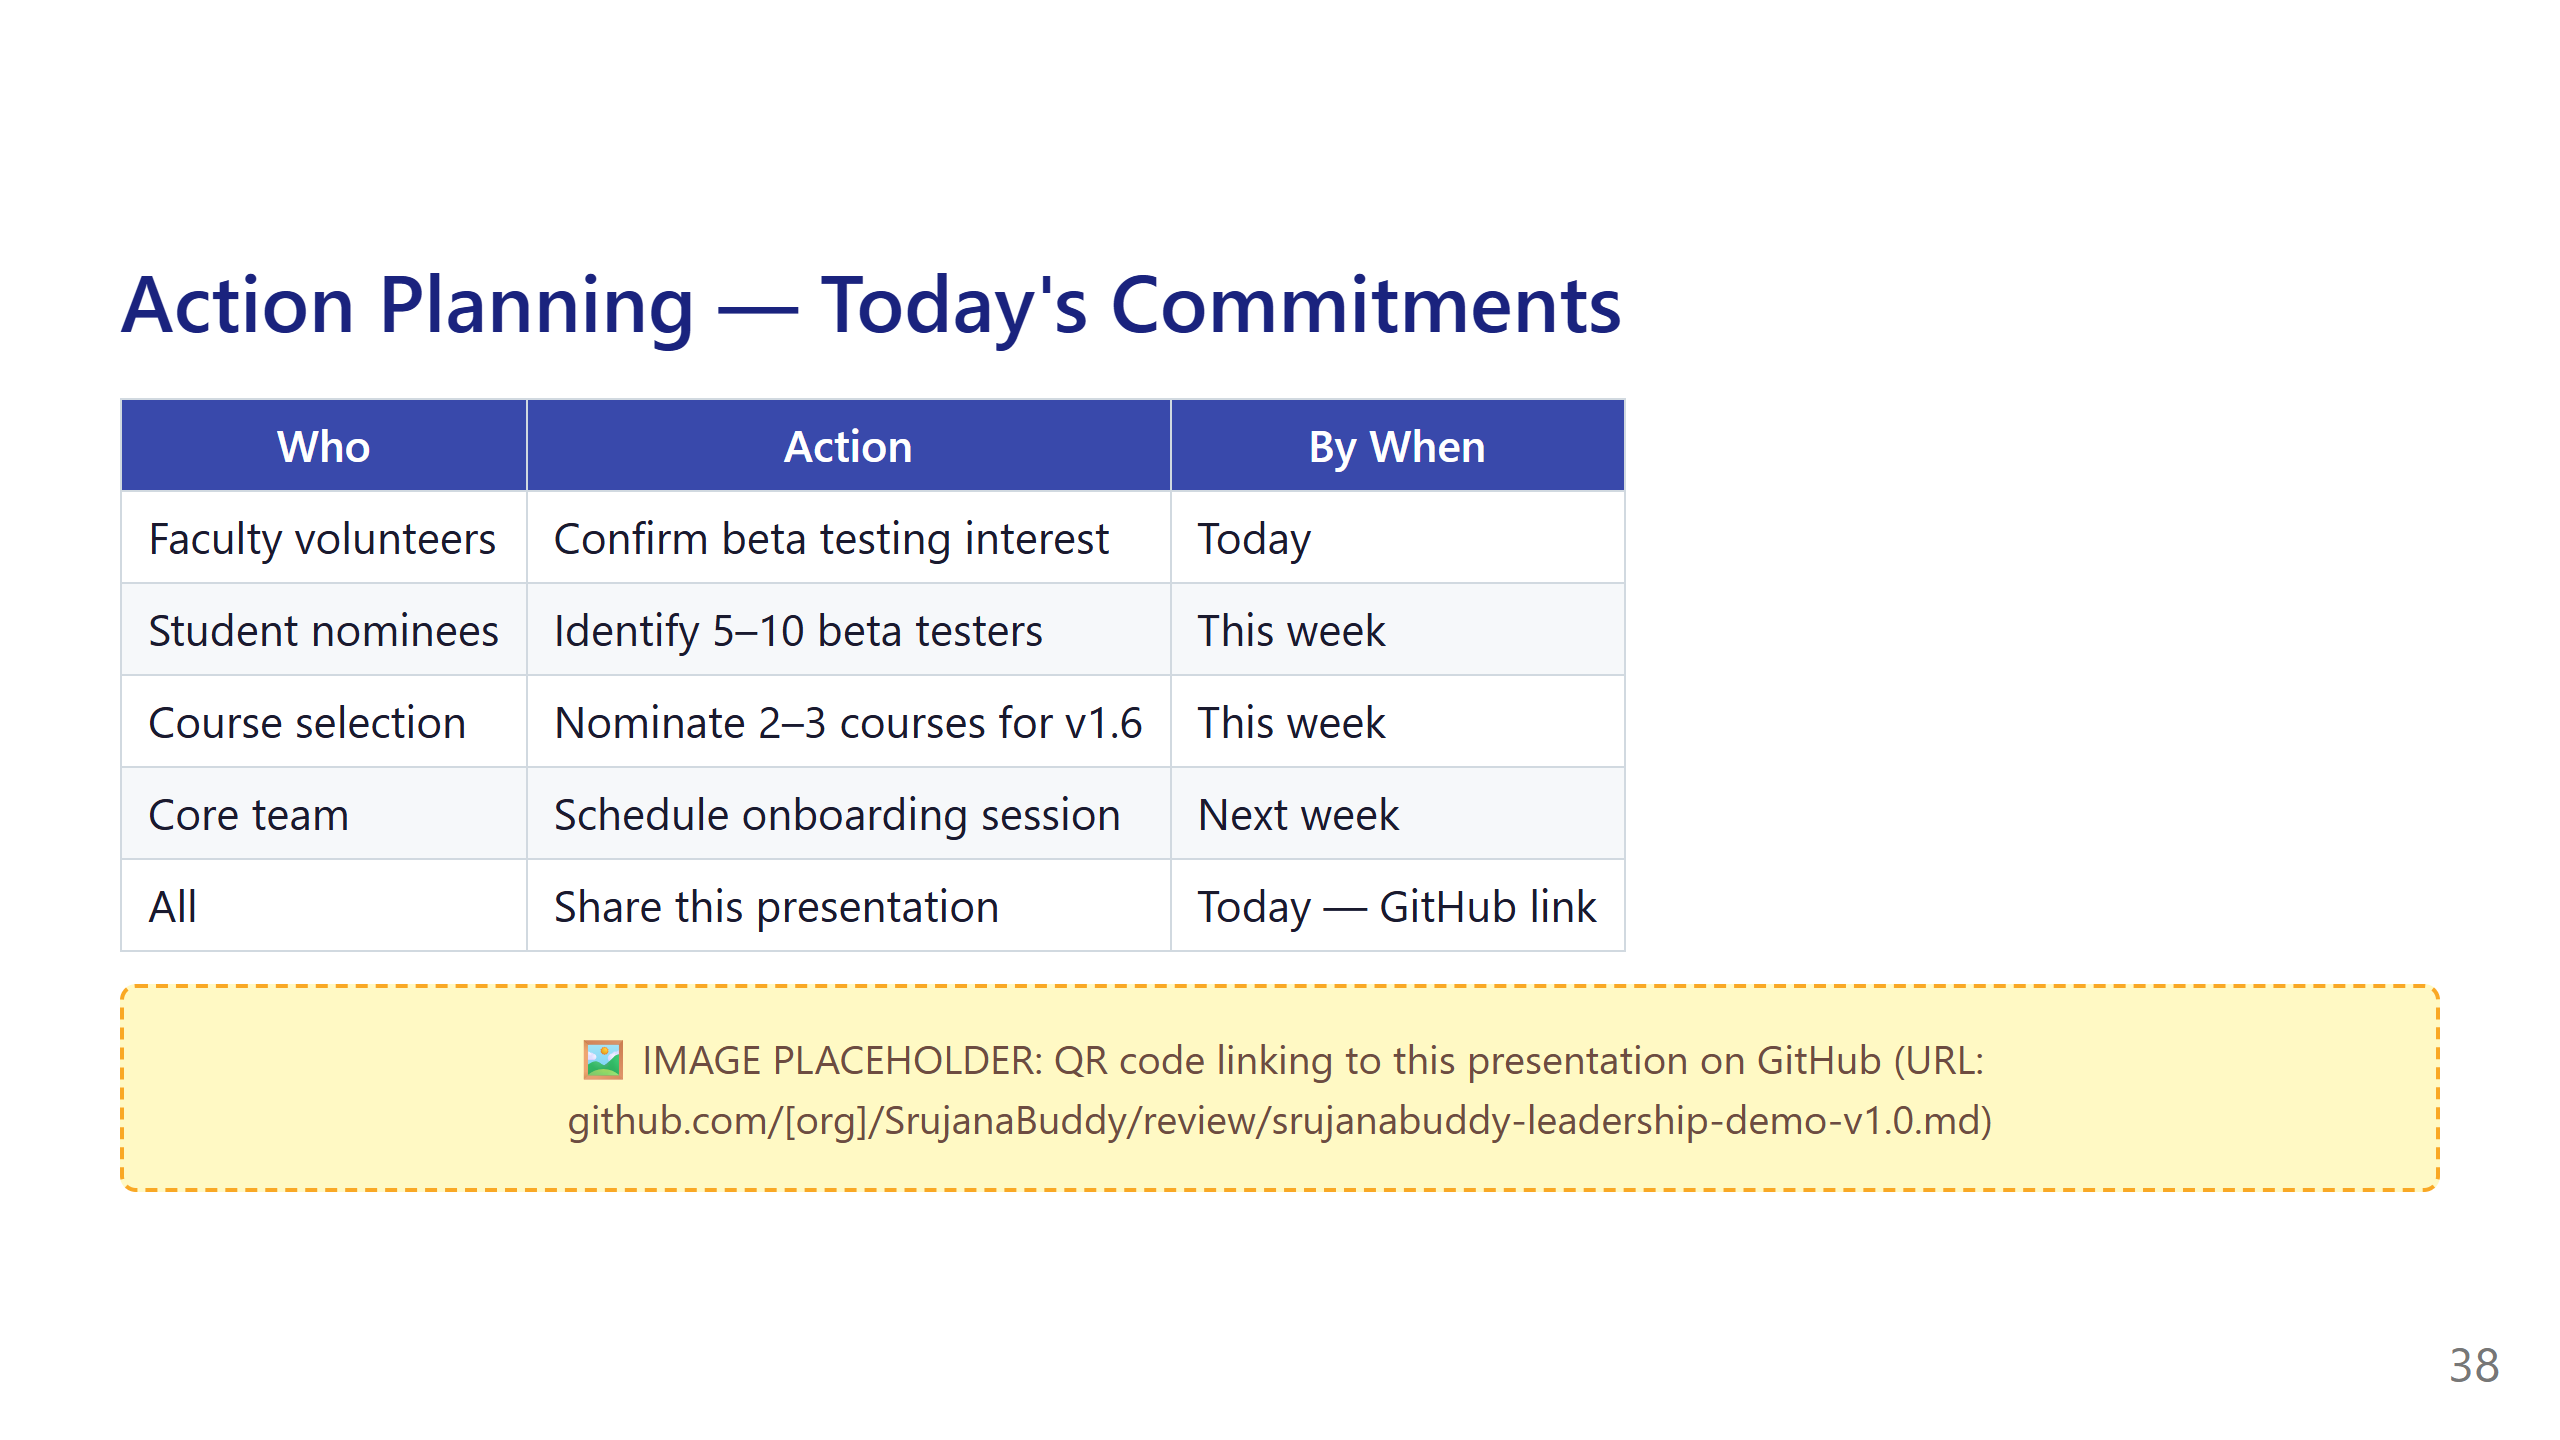 Action Planning — Today's Commitments
Who Action By When
Faculty volunteers Confirm beta testing interest Today
Student nominees Identify 5–10 beta testers This week
Course selection Nominate 2–3 courses for v1.6 This week
Core team Schedule onboarding session Next week
All Share this presentation Today — GitHub link
IMAGE PLACEHOLDER: QR code linking to this presentation on GitHub (URL:
github.com/[org]/SrujanaBuddy/review/srujanabuddy-leadership-demo-v1.0.md)
38